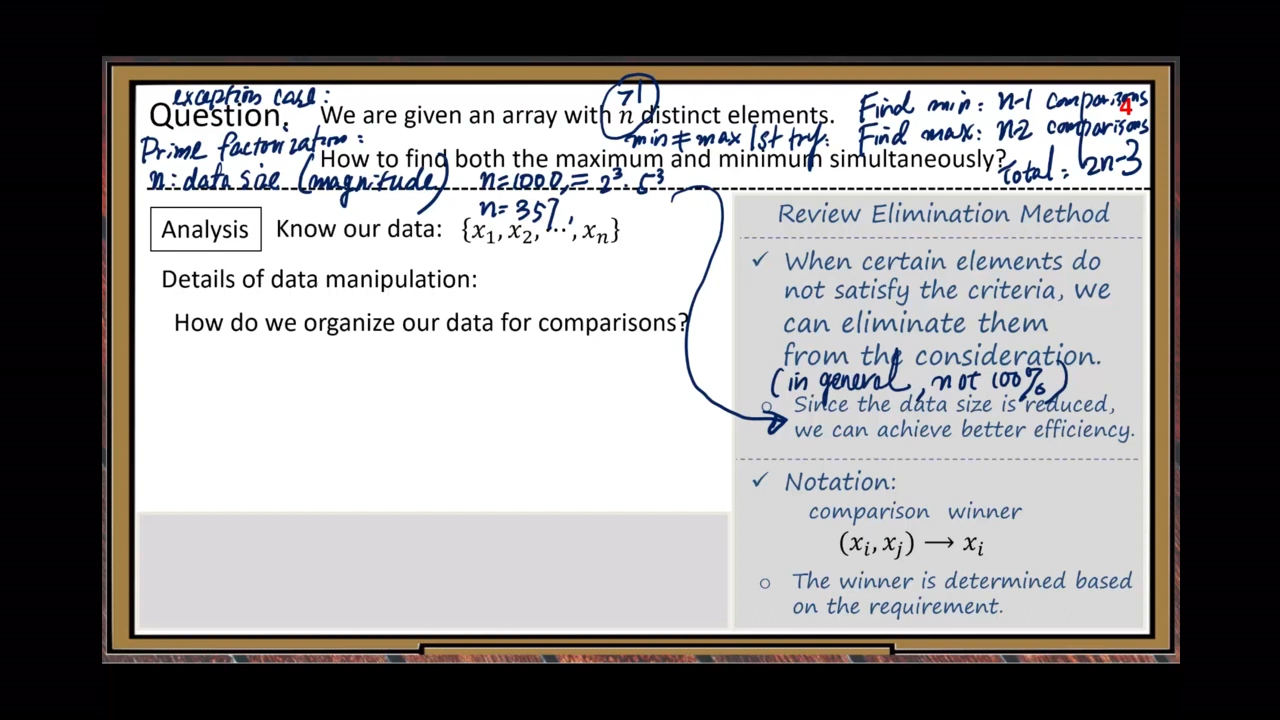 exception case:
Question. We are given an array with n distinct elements.
>1
Find min: n-1 comparisons
4
Prime factorization:
min ≠ max 1st try:
Find max: n-2 comparisons
How to find both the maximum and minimum simultaneously?
Total: 2n-3
n: data size (magnitude) n=1000, = 2³·5³
n=357
Analysis Know our data: {x₁, x₂, ⋯, xₙ}
Details of data manipulation:
How do we organize our data for comparisons?
Review Elimination Method
✓ When certain elements do
not satisfy the criteria, we
can eliminate them
from the consideration.
(in general, not 100%)
○ Since the data size is reduced,
we can achieve better efficiency.
✓ Notation:
comparison winner
(xᵢ, xⱼ) ⟶ xᵢ
○ The winner is determined based
on the requirement.